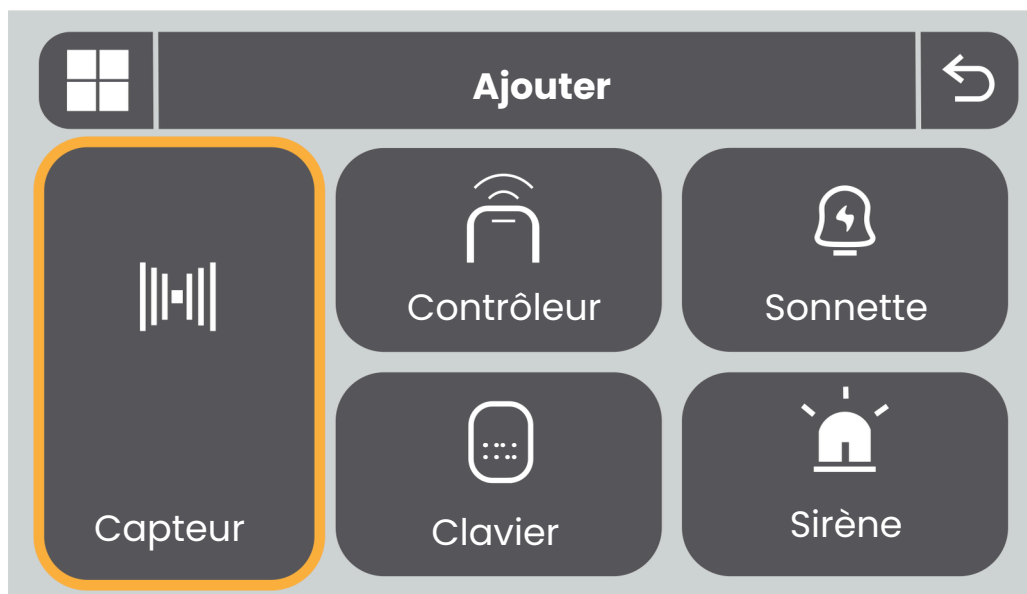 Ajouter
Contrôleur
Sonnette
Capteur
Clavier
Sirène